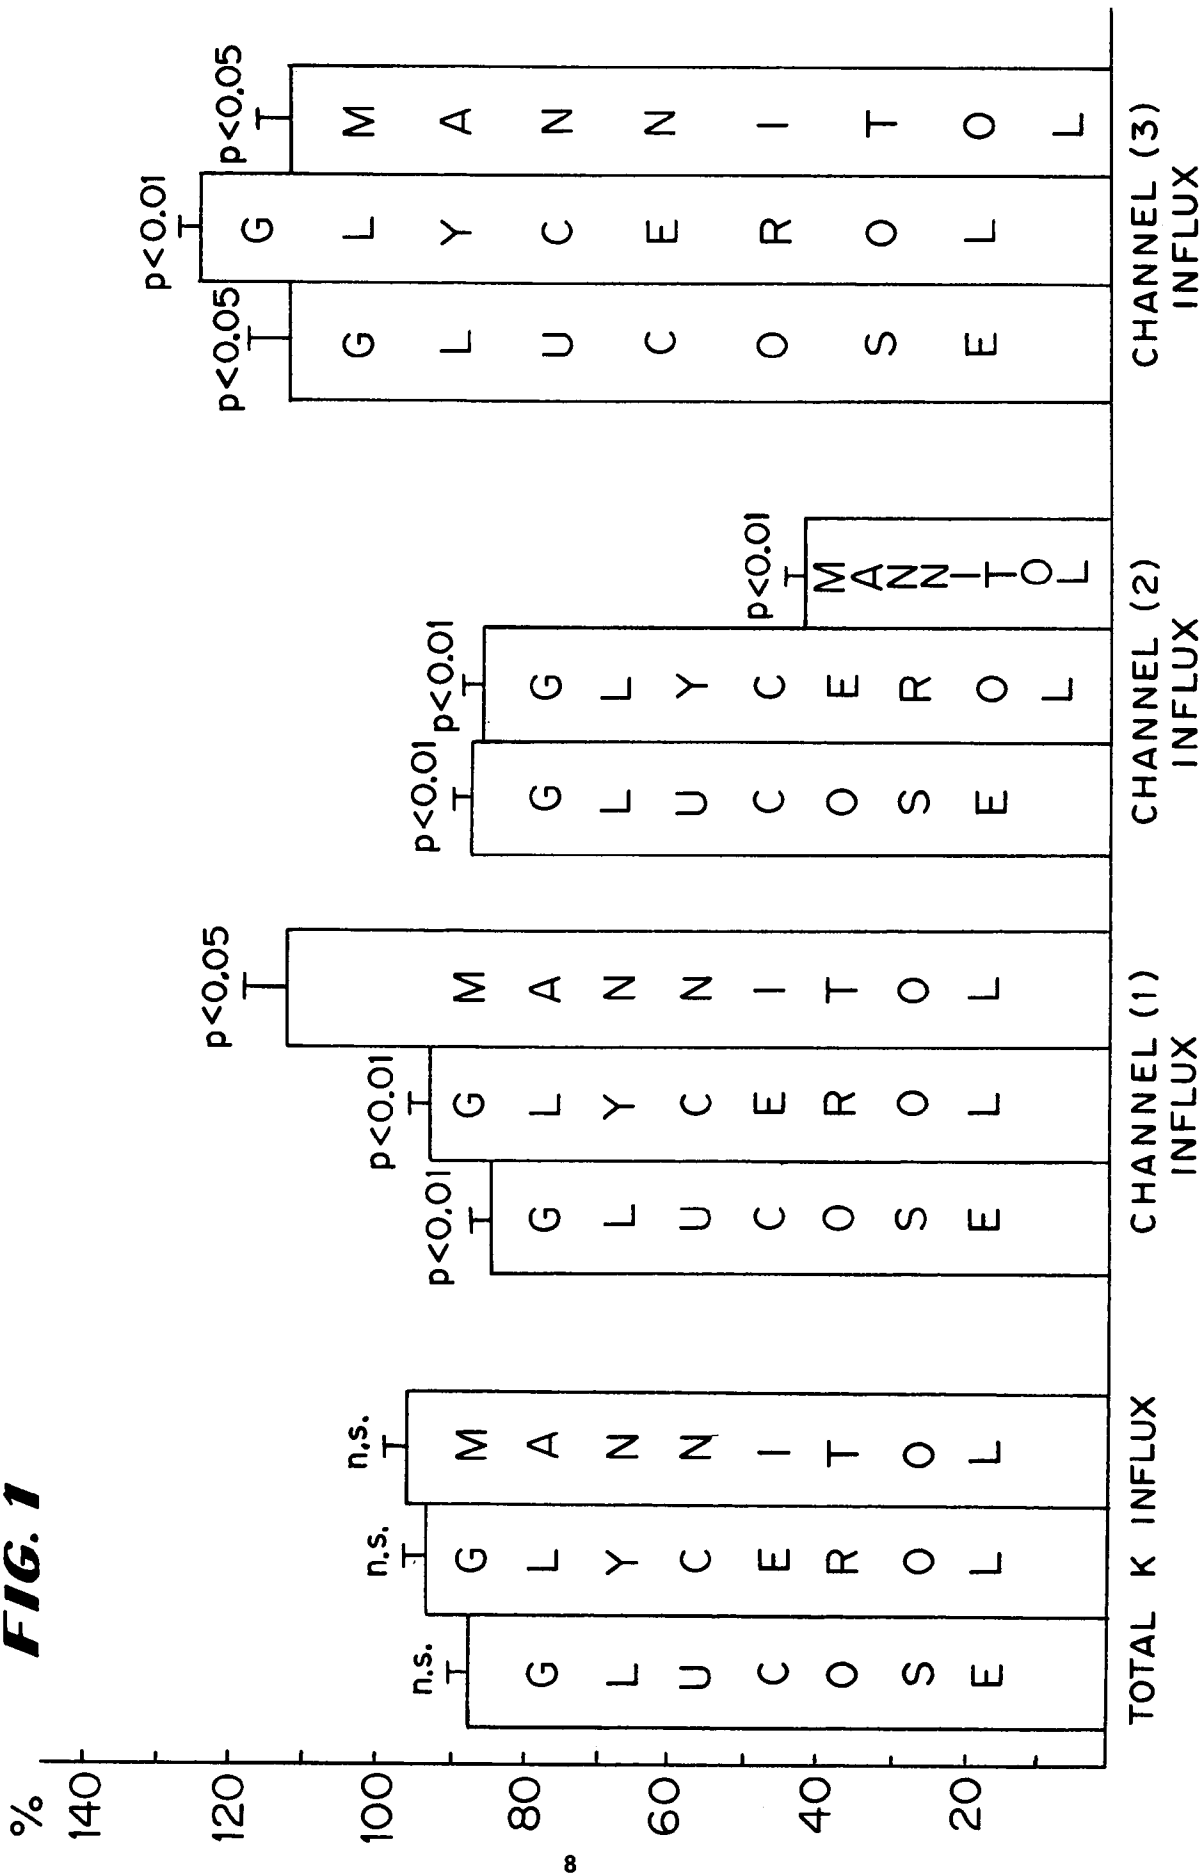 FIG. 1
%
140
120
100
80
60
40
20
n.s.
GLUCOSE
n.s.
GLYCEROL
n.s.
MANNITOL
TOTAL K INFLUX
p<0.01
GLUCOSE
p<0.01
GLYCEROL
p<0.05
MANNITOL
CHANNEL (1)
INFLUX
p<0.01
GLUCOSE
p<0.01
GLYCEROL
p<0.01
MANNITOL
CHANNEL (2)
INFLUX
p<0.05
GLUCOSE
p<0.01
GLYCEROL
p<0.05
MANNITOL
CHANNEL (3)
INFLUX
8